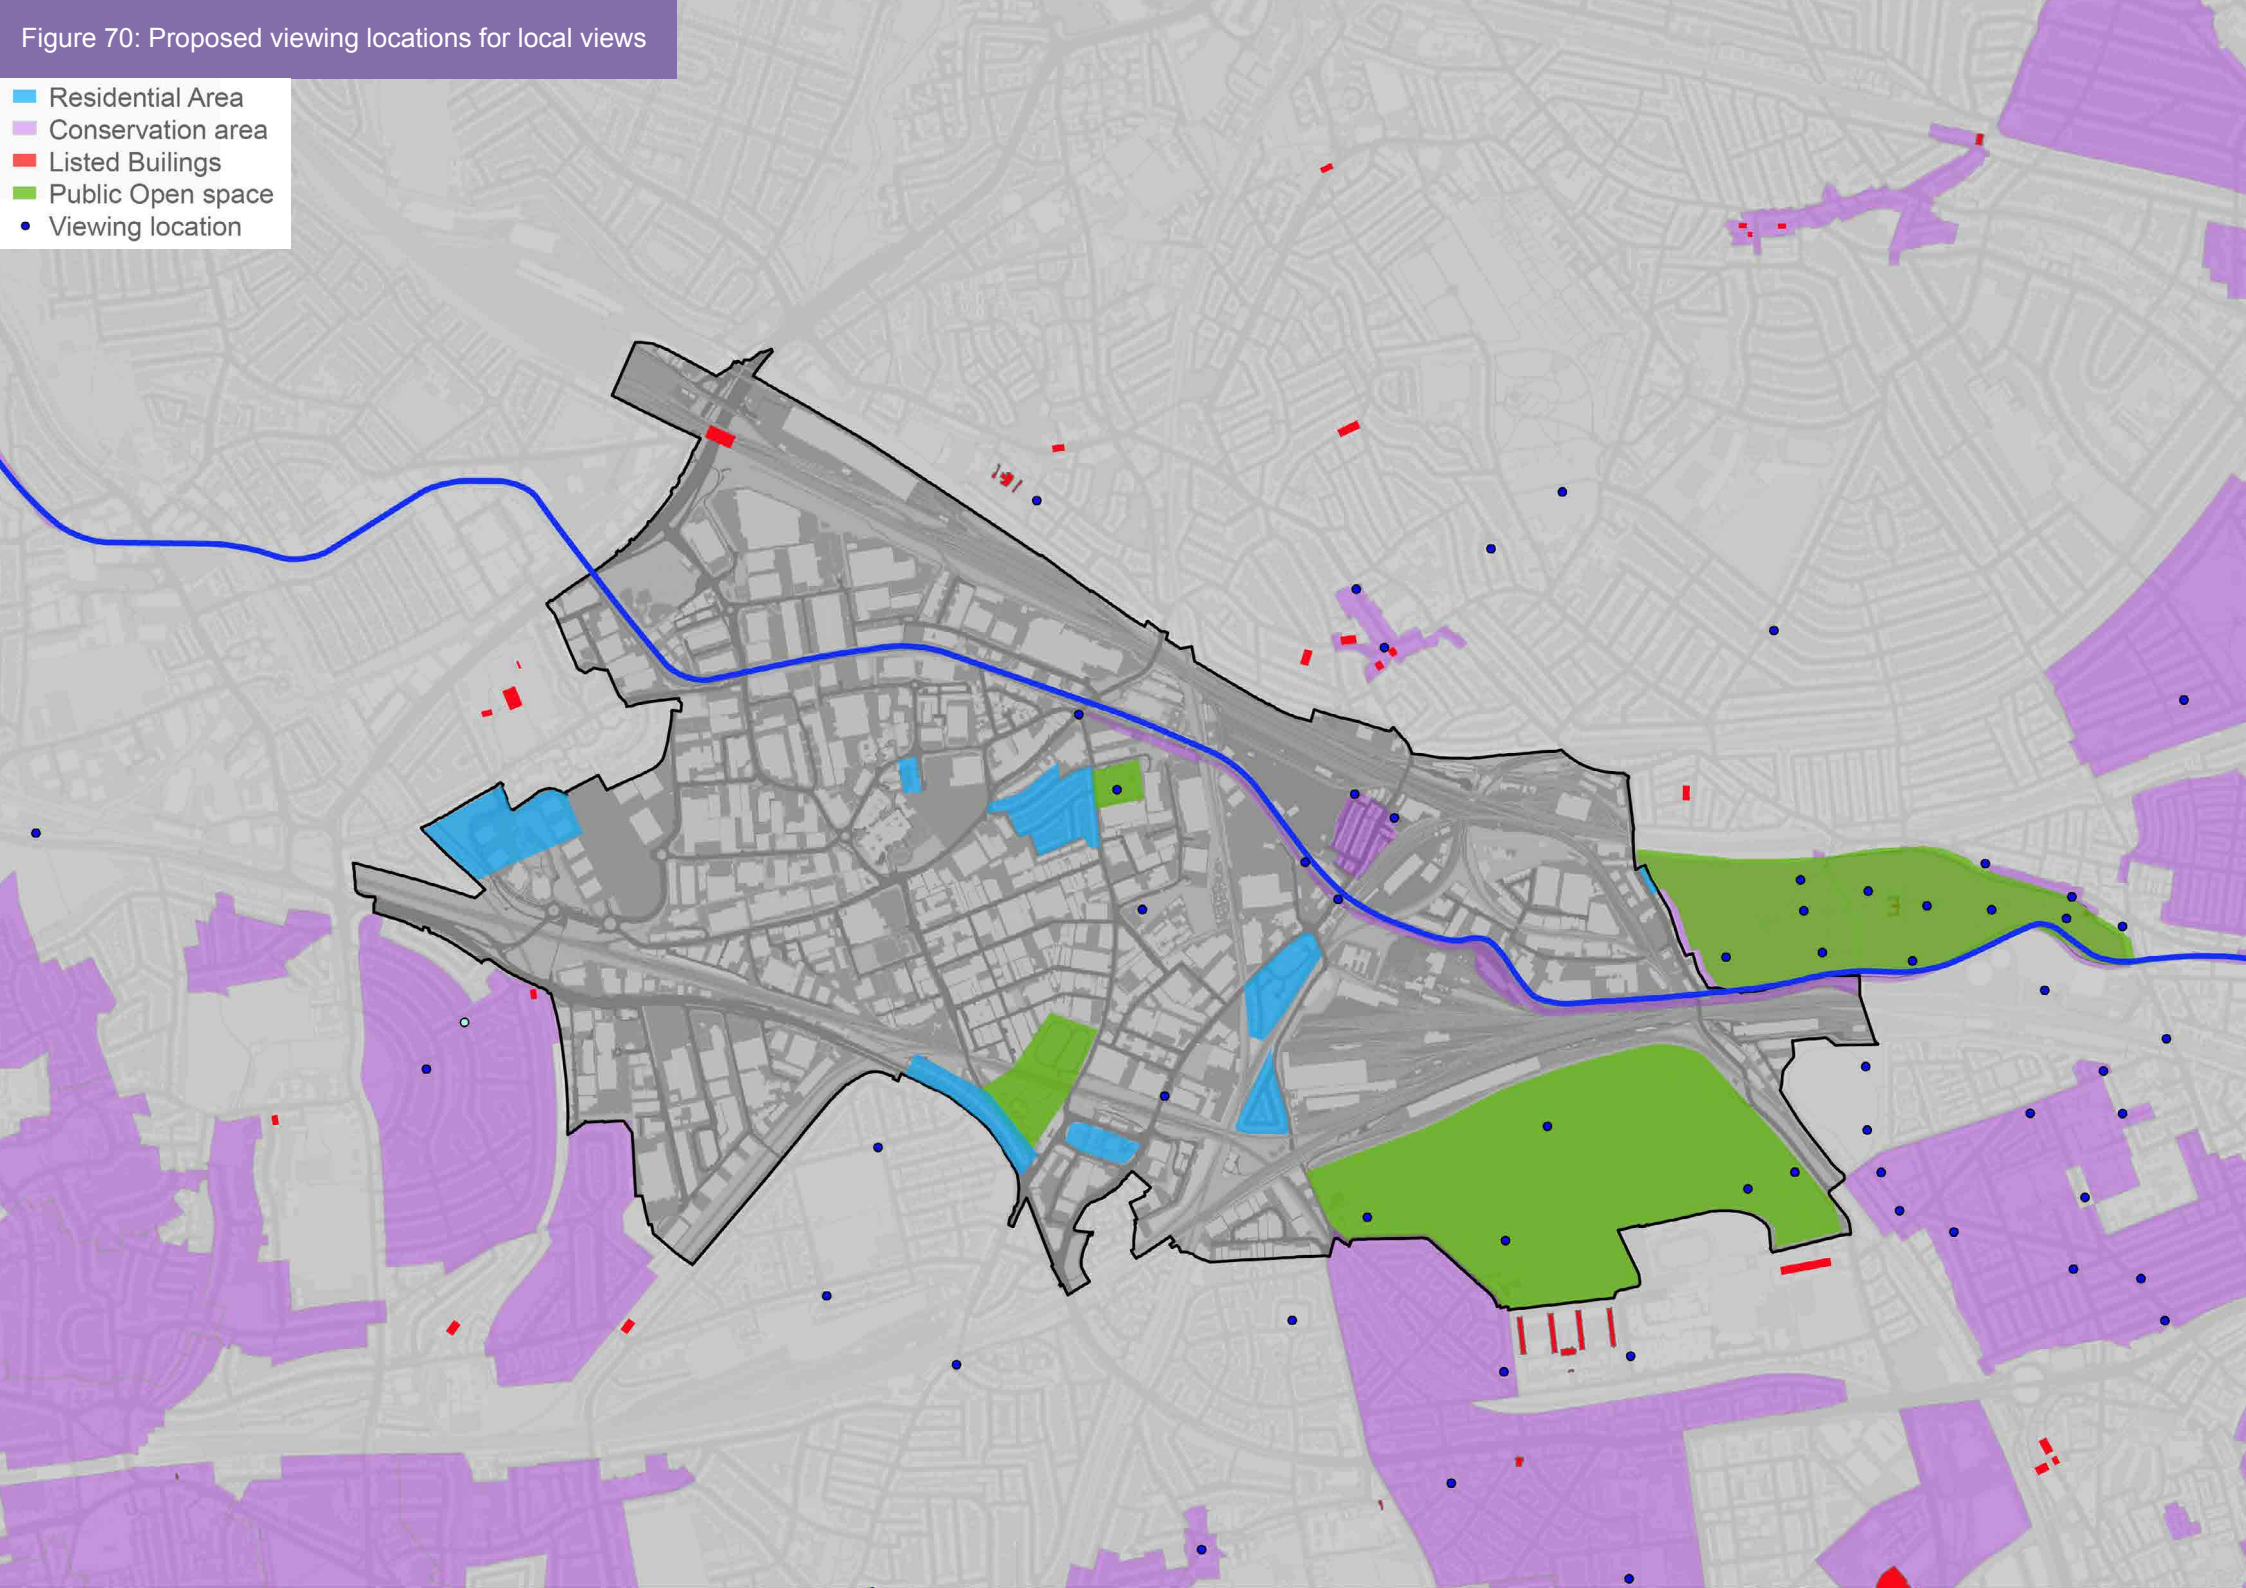 Figure 70: Proposed viewing locations for local views
Residential Area
Conservation area
Listed Builings
Public Open space
Viewing location